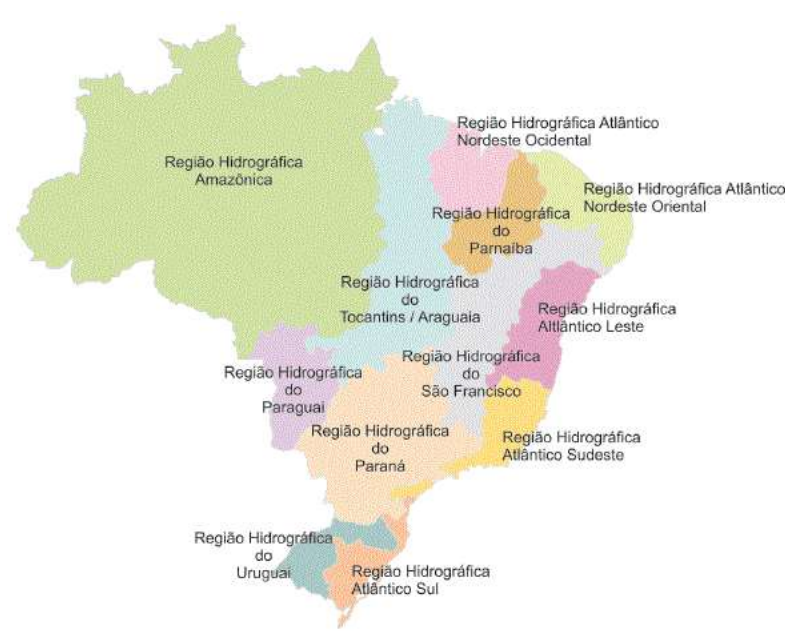 Região Hidrográfica Atlântico
Nordeste Ocidental
Região Hidrográfica
Amazônica
Região Hidrográfica Atlântico
Nordeste Oriental
Região Hidrográfica
do
Parnaíba
Região Hidrográfica
do
Tocantins / Araguaia
Região Hidrográfica
Altlântico Leste
Região Hidrográfica
do
São Francisco
Região Hidrográfica
do
Paraguai
Região Hidrográfica
do
Paraná
Região Hidrográfica
Atlântico Sudeste
Região Hidrográfica
do
Uruguai
Região Hidrográfica
Atlântico Sul